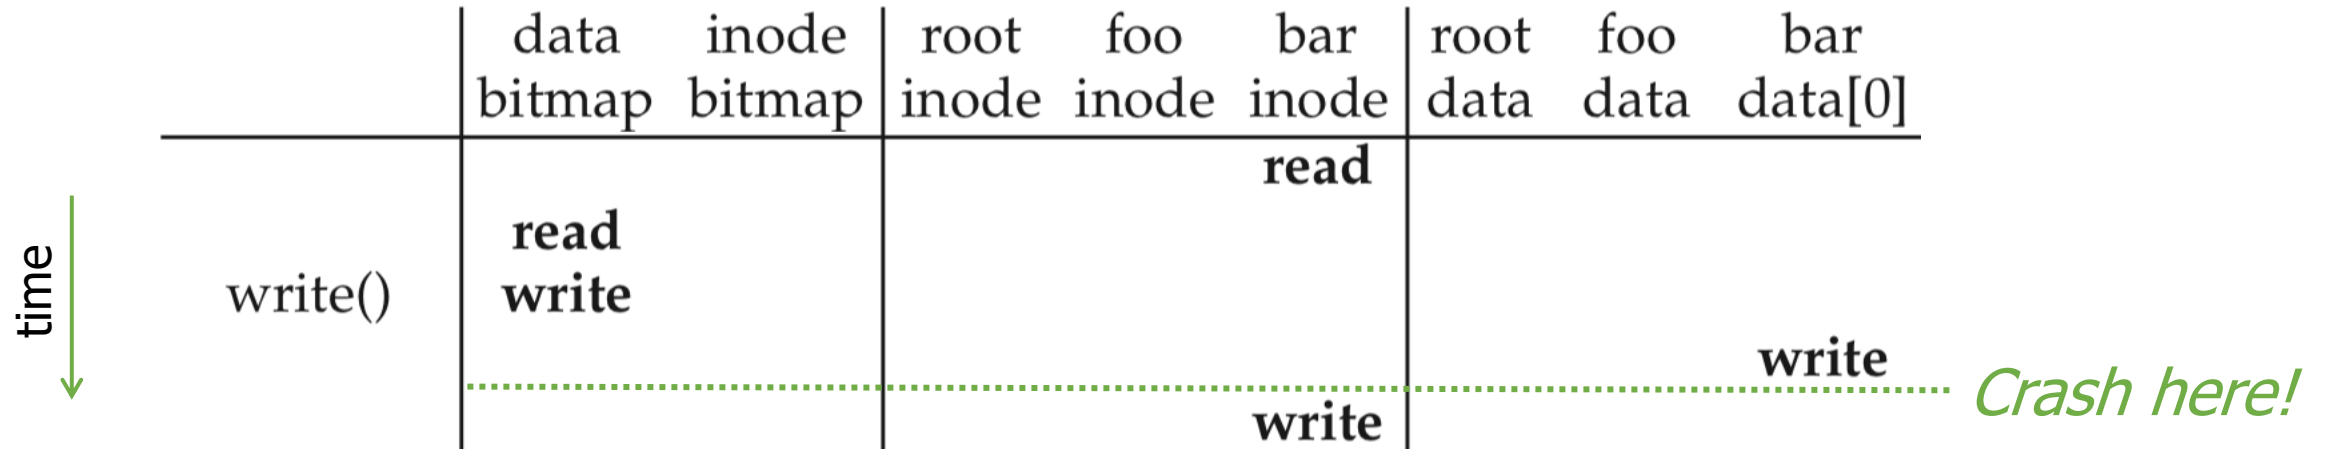 data inode root foo bar root foo bar
bitmap bitmap inode inode inode data data data[0]
read
read
time
write() write
write
Crash here!
write